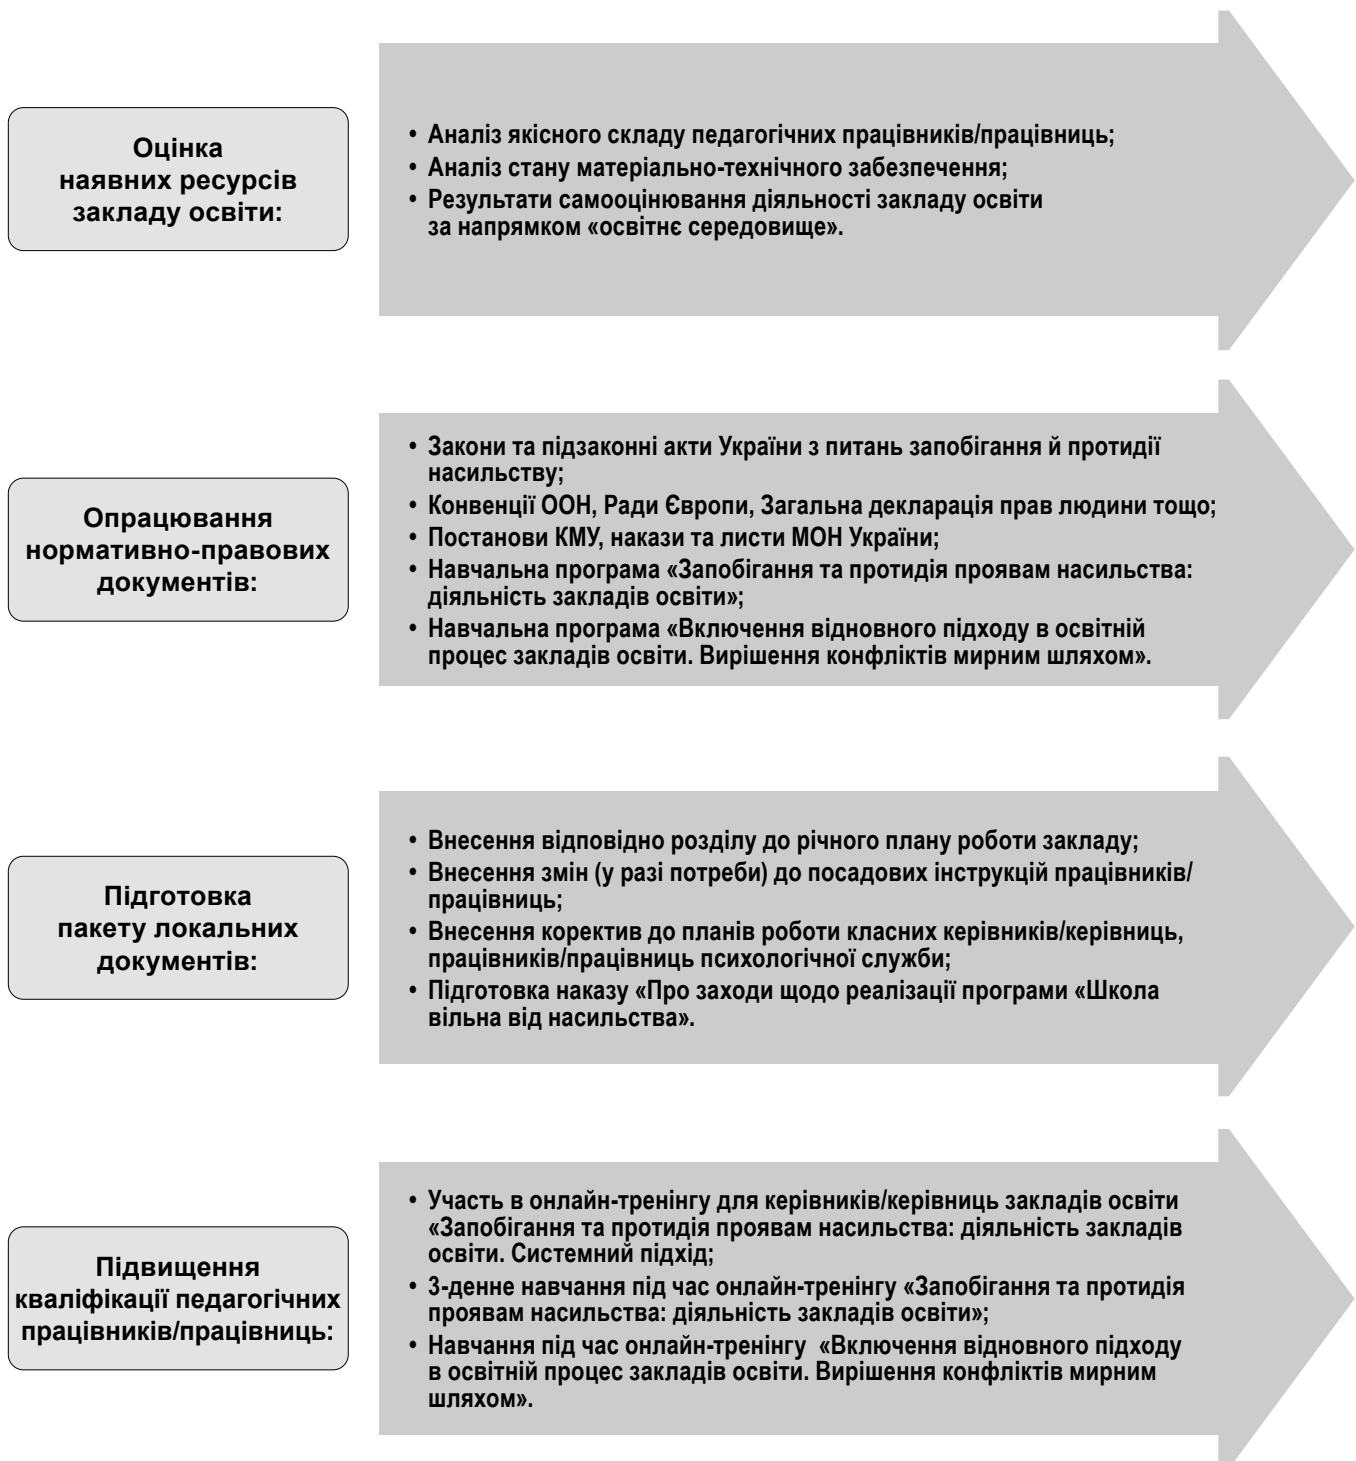 Оцінка
наявних ресурсів
закладу освіти:
• Аналіз якісного складу педагогічних працівників/працівниць;
• Аналіз стану матеріально-технічного забезпечення;
• Результати самооцінювання діяльності закладу освіти
за напрямком «освітнє середовище».
Опрацювання
нормативно-правових
документів:
• Закони та підзаконні акти України з питань запобігання й протидії
насильству;
• Конвенції ООН, Ради Європи, Загальна декларація прав людини тощо;
• Постанови КМУ, накази та листи МОН України;
• Навчальна програма «Запобігання та протидія проявам насильства:
діяльність закладів освіти»;
• Навчальна програма «Включення відновного підходу в освітній
процес закладів освіти. Вирішення конфліктів мирним шляхом».
Підготовка
пакету локальних
документів:
• Внесення відповідно розділу до річного плану роботи закладу;
• Внесення змін (у разі потреби) до посадових інструкцій працівників/
працівниць;
• Внесення коректив до планів роботи класних керівників/керівниць,
працівників/працівниць психологічної служби;
• Підготовка наказу «Про заходи щодо реалізації програми «Школа
вільна від насильства».
Підвищення
кваліфікації педагогічних
працівників/працівниць:
• Участь в онлайн-тренінгу для керівників/керівниць закладів освіти
«Запобігання та протидія проявам насильства: діяльність закладів
освіти. Системний підхід;
• 3-денне навчання під час онлайн-тренінгу «Запобігання та протидія
проявам насильства: діяльність закладів освіти»;
• Навчання під час онлайн-тренінгу «Включення відновного підходу
в освітній процес закладів освіти. Вирішення конфліктів мирним
шляхом».